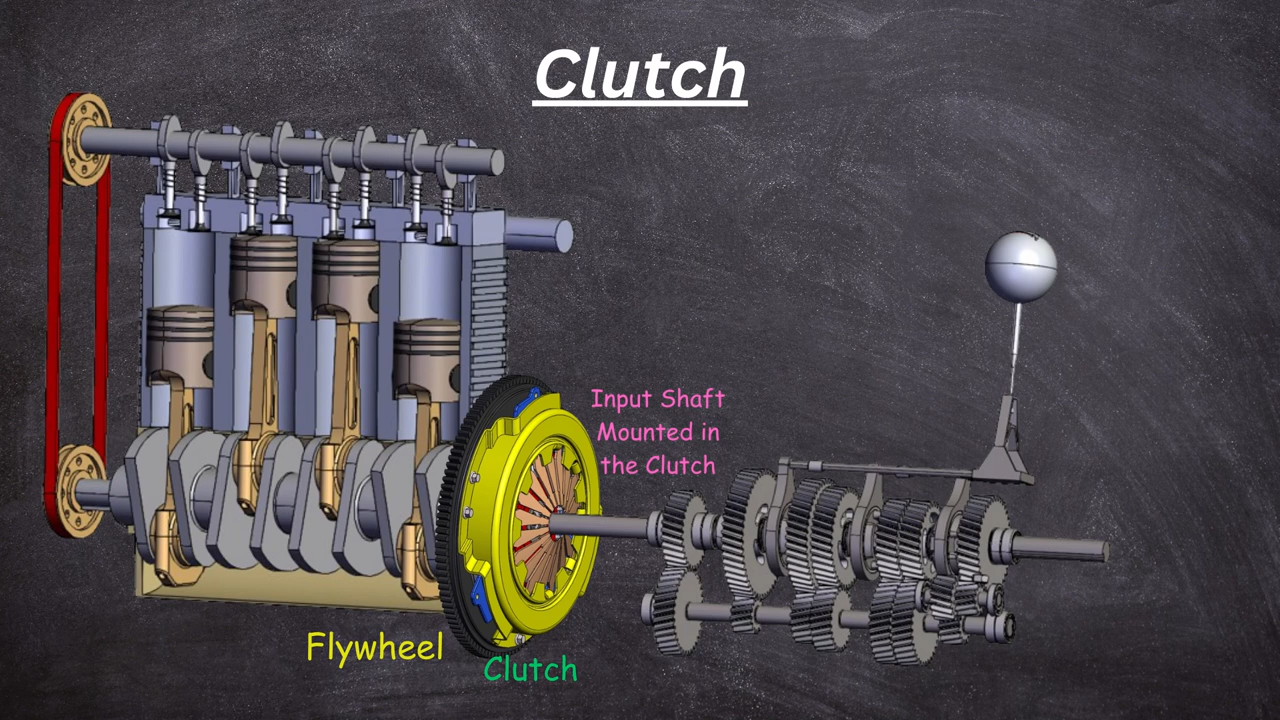 Clutch
Input Shaft
Mounted in
the Clutch
Flywheel
Clutch